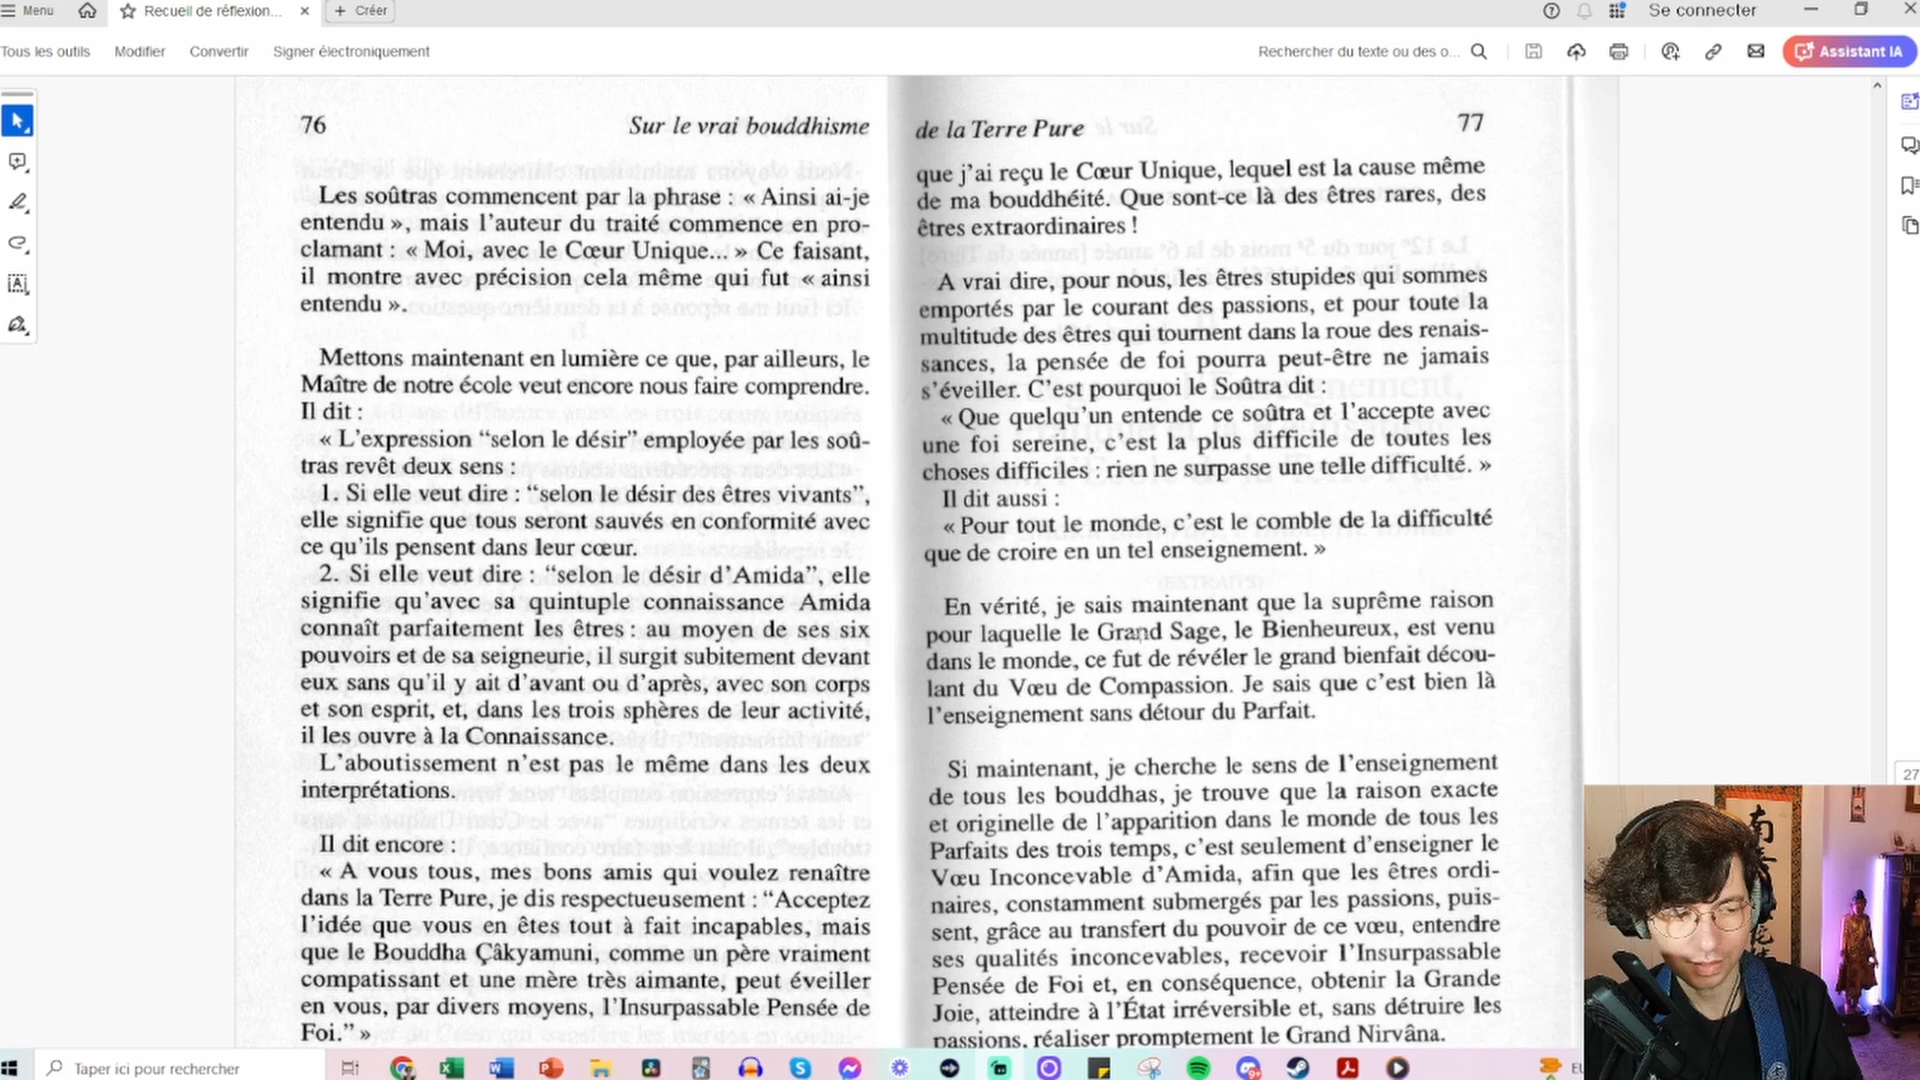 Menu
Recueil de réflexion...
Créer
Se connecter
Tous les outils
Modifier
Convertir
Signer électroniquement
Rechercher du texte ou des o...
Assistant IA
76
Sur le vrai bouddhisme
Les soûtras commencent par la phrase : « Ainsi ai-je
entendu », mais l'auteur du traité commence en pro-
clamant : « Moi, avec le Cœur Unique... » Ce faisant,
il montre avec précision cela même qui fut « ainsi
entendu ».
Mettons maintenant en lumière ce que, par ailleurs, le
Maître de notre école veut encore nous faire comprendre.
Il dit :
« L'expression “selon le désir” employée par les soû-
tras revêt deux sens :
1. Si elle veut dire : “selon le désir des êtres vivants”,
elle signifie que tous seront sauvés en conformité avec
ce qu'ils pensent dans leur cœur.
2. Si elle veut dire : “selon le désir d'Amida”, elle
signifie qu'avec sa quintuple connaissance Amida
connaît parfaitement les êtres : au moyen de ses six
pouvoirs et de sa seigneurie, il surgit subitement devant
eux sans qu'il y ait d'avant ou d'après, avec son corps
et son esprit, et, dans les trois sphères de leur activité,
il les ouvre à la Connaissance.
L'aboutissement n'est pas le même dans les deux
interprétations.
Il dit encore :
« A vous tous, mes bons amis qui voulez renaître
dans la Terre Pure, je dis respectueusement : “Acceptez
l'idée que vous en êtes tout à fait incapables, mais
que le Bouddha Çâkyamuni, comme un père vraiment
compatissant et une mère très aimante, peut éveiller
en vous, par divers moyens, l'Insurpassable Pensée de
Foi.” »
de la Terre Pure
77
que j'ai reçu le Cœur Unique, lequel est la cause même
de ma bouddhéité. Que sont-ce là des êtres rares, des
êtres extraordinaires !
A vrai dire, pour nous, les êtres stupides qui sommes
emportés par le courant des passions, et pour toute la
multitude des êtres qui tournent dans la roue des renais-
sances, la pensée de foi pourra peut-être ne jamais
s'éveiller. C'est pourquoi le Soûtra dit :
« Que quelqu'un entende ce soûtra et l'accepte avec
une foi sereine, c'est la plus difficile de toutes les
choses difficiles : rien ne surpasse une telle difficulté. »
Il dit aussi :
« Pour tout le monde, c'est le comble de la difficulté
que de croire en un tel enseignement. »
En vérité, je sais maintenant que la suprême raison
pour laquelle le Grand Sage, le Bienheureux, est venu
dans le monde, ce fut de révéler le grand bienfait décou-
lant du Vœu de Compassion. Je sais que c'est bien là
l'enseignement sans détour du Parfait.
Si maintenant, je cherche le sens de l'enseignement
de tous les bouddhas, je trouve que la raison exacte
et originelle de l'apparition dans le monde de tous les
Parfaits des trois temps, c'est seulement d'enseigner le
Vœu Inconcevable d'Amida, afin que les êtres ordi-
naires, constamment submergés par les passions, puis-
sent, grâce au transfert du pouvoir de ce vœu, entendre
ses qualités inconcevables, recevoir l'Insurpassable
Pensée de Foi et, en conséquence, obtenir la Grande
Joie, atteindre à l'État irréversible et, sans détruire les
passions, réaliser promptement le Grand Nirvâna.
27
南
Taper ici pour rechercher